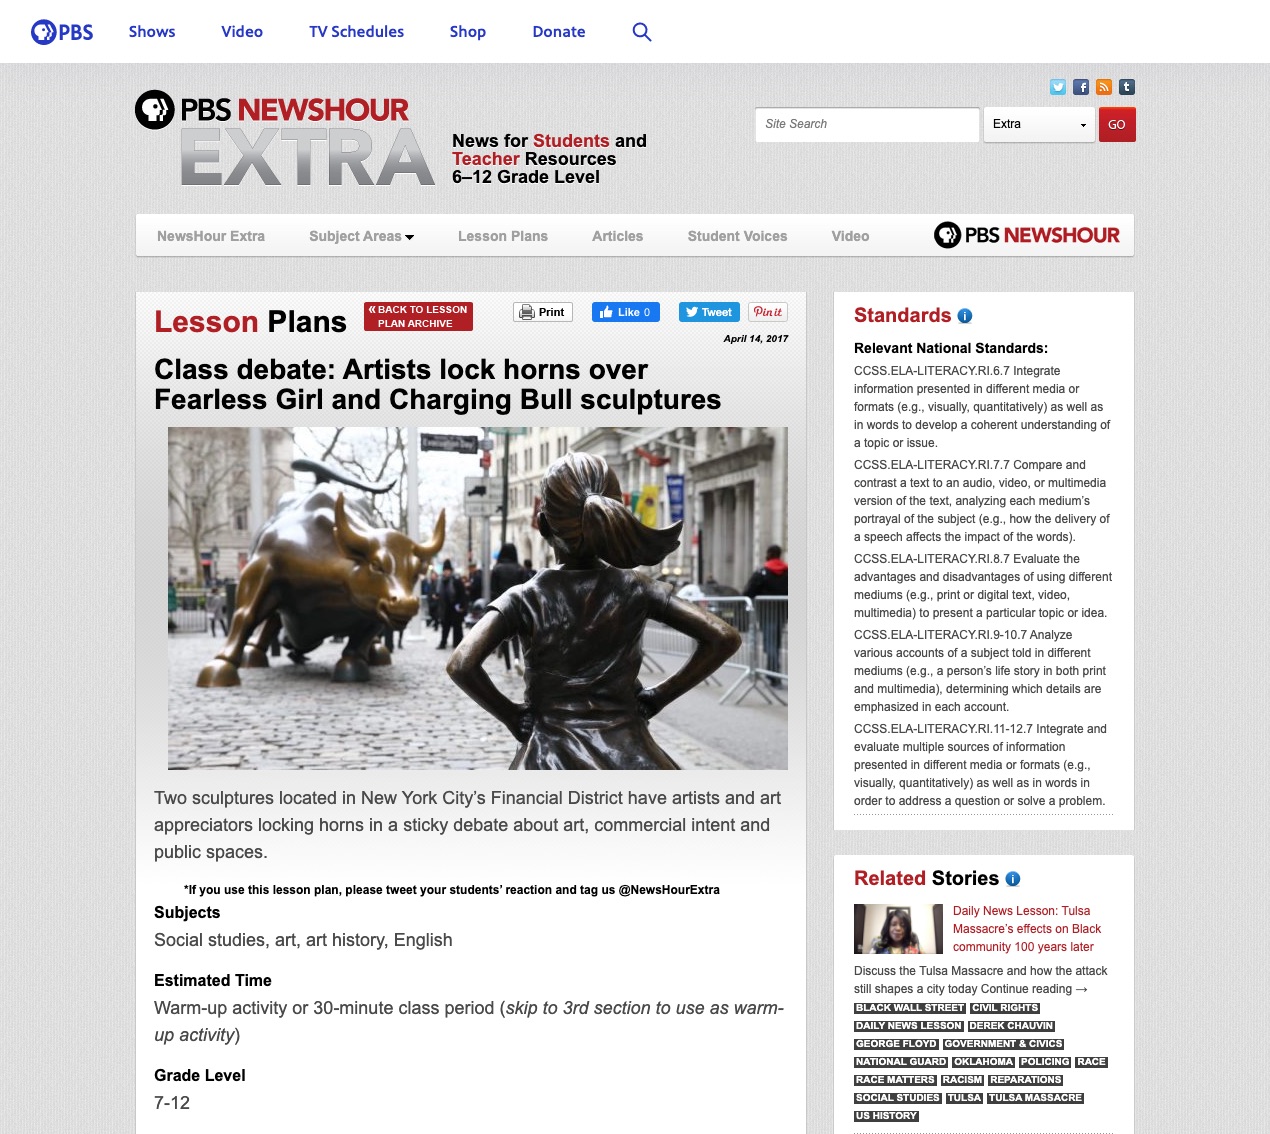 PBS Shows Video TV Schedules Shop Donate
PBS NEWSHOUR
EXTRA
News for Students and
Teacher Resources
6–12 Grade Level
Site Search Extra GO
NewsHour Extra Subject Areas Lesson Plans Articles Student Voices Video PBS NEWSHOUR
Lesson Plans
« BACK TO LESSON
PLAN ARCHIVE
Print Like 0 Tweet Pin it
April 14, 2017
Class debate: Artists lock horns over
Fearless Girl and Charging Bull sculptures
Two sculptures located in New York City’s Financial District have artists and art
appreciators locking horns in a sticky debate about art, commercial intent and
public spaces.
*If you use this lesson plan, please tweet your students’ reaction and tag us @NewsHourExtra
Subjects
Social studies, art, art history, English
Estimated Time
Warm-up activity or 30-minute class period (skip to 3rd section to use as warm-
up activity)
Grade Level
7-12
Standards
Relevant National Standards:
CCSS.ELA-LITERACY.RI.6.7 Integrate
information presented in different media or
formats (e.g., visually, quantitatively) as well as
in words to develop a coherent understanding of
a topic or issue.
CCSS.ELA-LITERACY.RI.7.7 Compare and
contrast a text to an audio, video, or multimedia
version of the text, analyzing each medium’s
portrayal of the subject (e.g., how the delivery of
a speech affects the impact of the words).
CCSS.ELA-LITERACY.RI.8.7 Evaluate the
advantages and disadvantages of using different
mediums (e.g., print or digital text, video,
multimedia) to present a particular topic or idea.
CCSS.ELA-LITERACY.RI.9-10.7 Analyze
various accounts of a subject told in different
mediums (e.g., a person’s life story in both print
and multimedia), determining which details are
emphasized in each account.
CCSS.ELA-LITERACY.RI.11-12.7 Integrate and
evaluate multiple sources of information
presented in different media or formats (e.g.,
visually, quantitatively) as well as in words in
order to address a question or solve a problem.
Related Stories
Daily News Lesson: Tulsa
Massacre’s effects on Black
community 100 years later
Discuss the Tulsa Massacre and how the attack
still shapes a city today Continue reading →
BLACK WALL STREET CIVIL RIGHTS
DAILY NEWS LESSON DEREK CHAUVIN
GEORGE FLOYD GOVERNMENT & CIVICS
NATIONAL GUARD OKLAHOMA POLICING RACE
RACE MATTERS RACISM REPARATIONS
SOCIAL STUDIES TULSA TULSA MASSACRE
US HISTORY